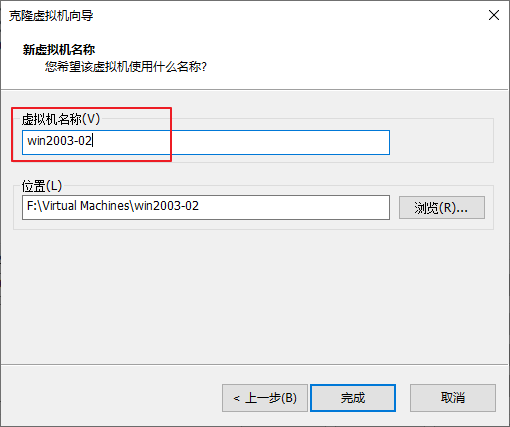 克隆虚拟机向导
新虚拟机名称
您希望该虚拟机使用什么名称?
虚拟机名称(V)
win2003-02
位置(L)
F:\Virtual Machines\win2003-02
浏览(R)...
< 上一步(B)
完成
取消